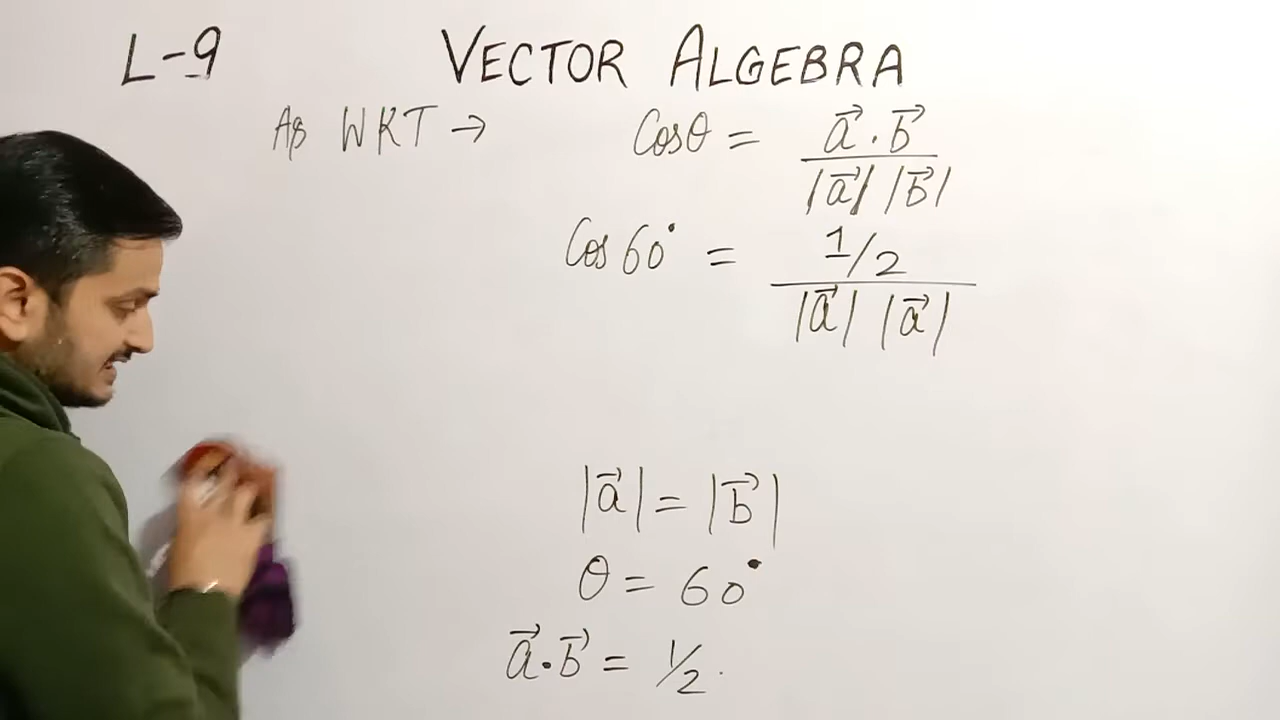 L-9 VECTOR ALGEBRA
As WKT → Cosθ = a⃗ . b⃗ / |a⃗| |b⃗|
Cos 60° = 1/2 / |a⃗| |a⃗|
|a⃗| = |b⃗|
θ = 60°
a⃗ . b⃗ = 1/2.